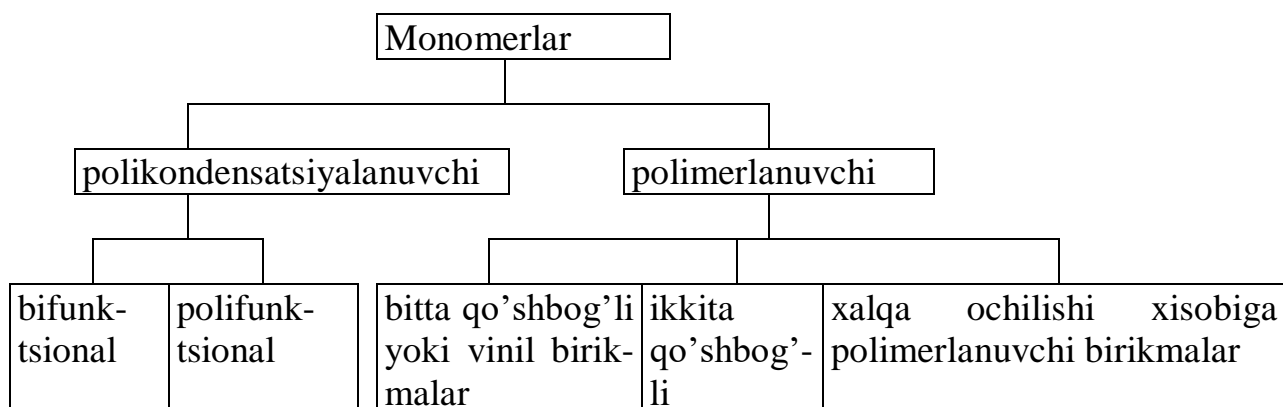 Monomerlar
polikondensatsiyalanuvchi
polimerlanuvchi
bifunk-
tsional
polifunk-
tsional
bitta qo’shbog’li
yoki vinil birik-
malar
ikkita
qo’shbog’-
li
xalqa ochilishi xisobiga
polimerlanuvchi birikmalar